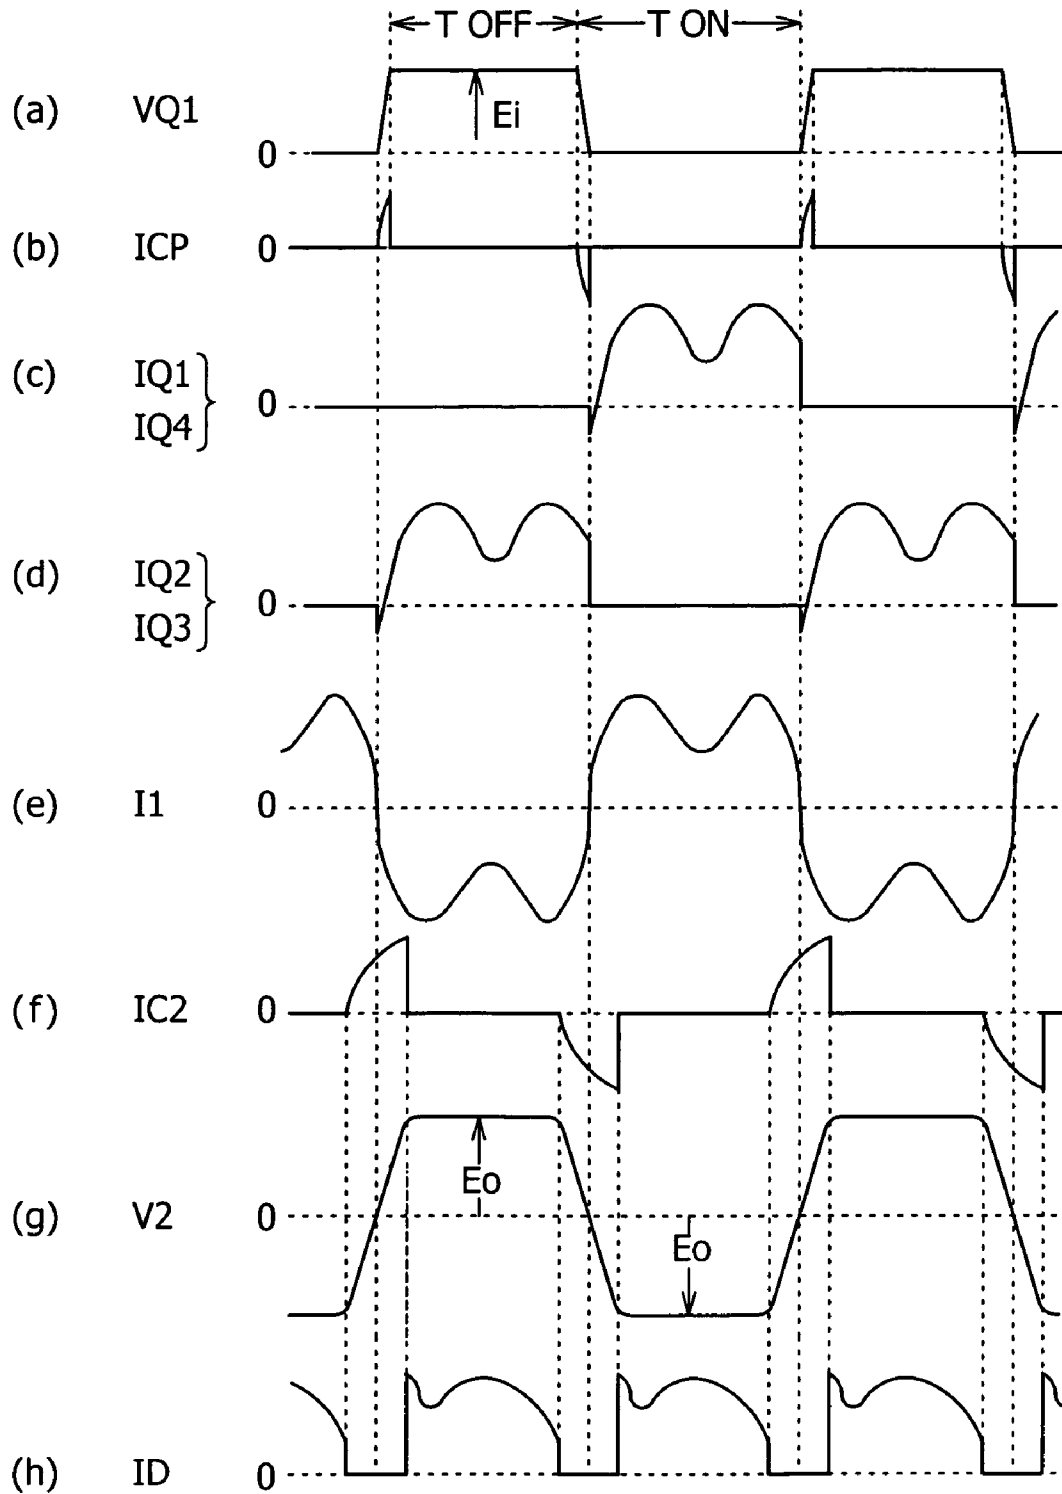 T OFF T ON
(a) VQ1 Ei
0
(b) ICP 0
(c) IQ1
IQ4
0
(d) IQ2
IQ3
0
(e) I1 0
(f) IC2 0
(g) V2 0
Eo
Eo
(h) ID 0